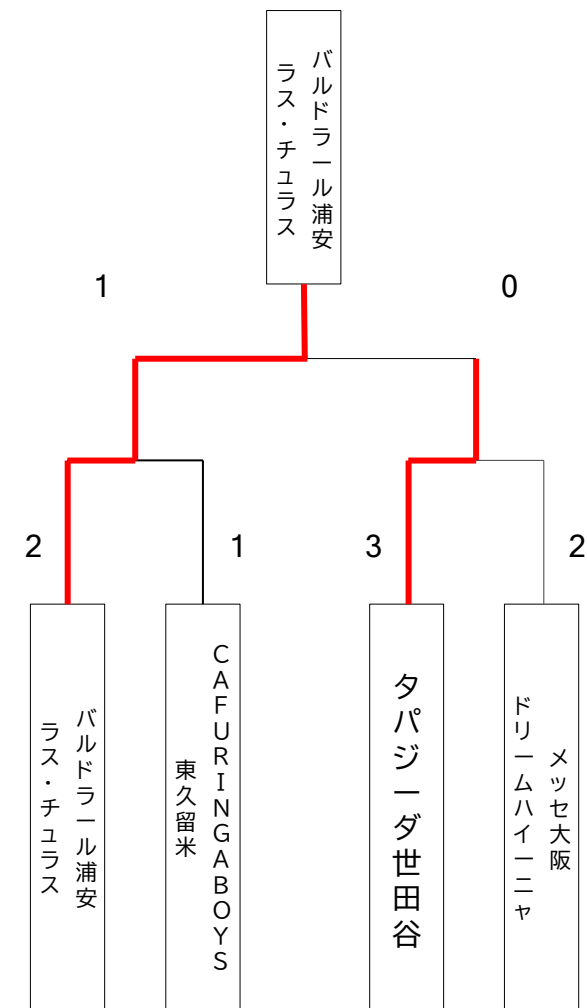 バルドラール浦安
ラス・チュラス
1
0
2
1
3
2
バルドラール浦安
ラス・チュラス
CAFURINGABOYS
東久留米
タパジーダ世田谷
メッセ大阪
ドリームハイーニャ